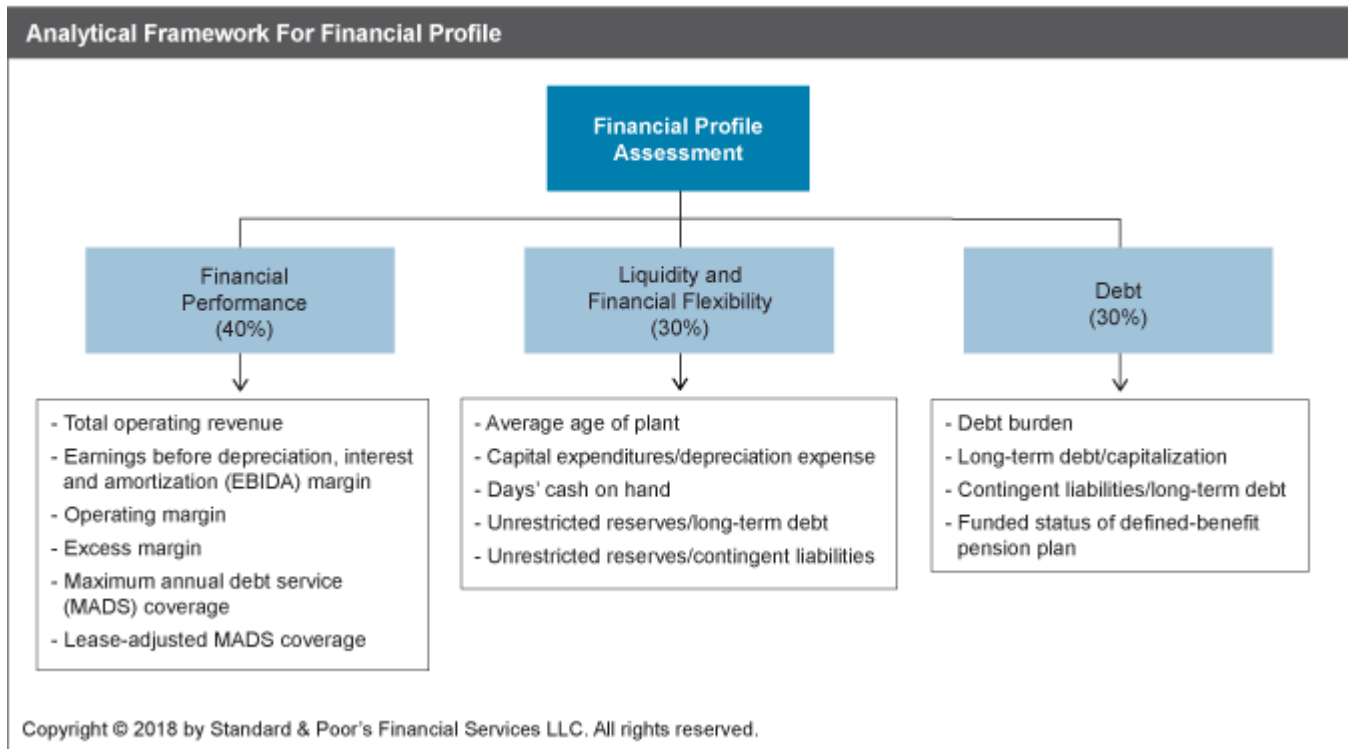 Analytical Framework For Financial Profile
Financial Profile
Assessment
Financial
Performance
(40%)
- Total operating revenue
- Earnings before depreciation, interest
and amortization (EBIDA) margin
- Operating margin
- Excess margin
- Maximum annual debt service
(MADS) coverage
- Lease-adjusted MADS coverage
Liquidity and
Financial Flexibility
(30%)
- Average age of plant
- Capital expenditures/depreciation expense
- Days' cash on hand
- Unrestricted reserves/long-term debt
- Unrestricted reserves/contingent liabilities
Debt
(30%)
- Debt burden
- Long-term debt/capitalization
- Contingent liabilities/long-term debt
- Funded status of defined-benefit
pension plan
Copyright © 2018 by Standard & Poor's Financial Services LLC. All rights reserved.